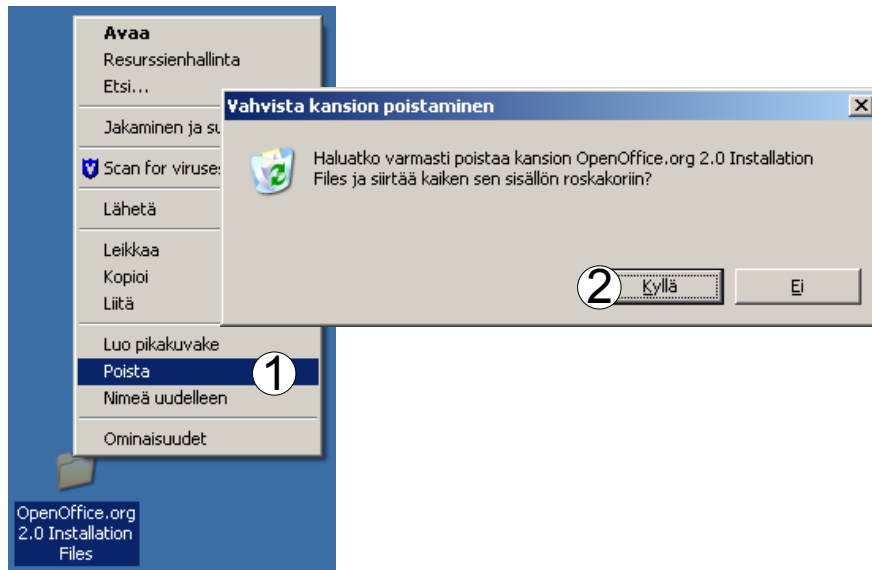 Avaa
Resurssienhallinta
Etsi...
Jakaminen ja su
Scan for viruse
Lähetä
Leikkaa
Kopioi
Liitä
Luo pikakuvake
Poista
1
Nimeä uudelleen
Ominaisuudet
Vahvista kansion poistaminen
Haluatko varmasti poistaa kansion OpenOffice.org 2.0 Installation
Files ja siirtää kaiken sen sisällön roskakoriin?
2
Kyllä
Ei
OpenOffice.org
2.0 Installation
Files